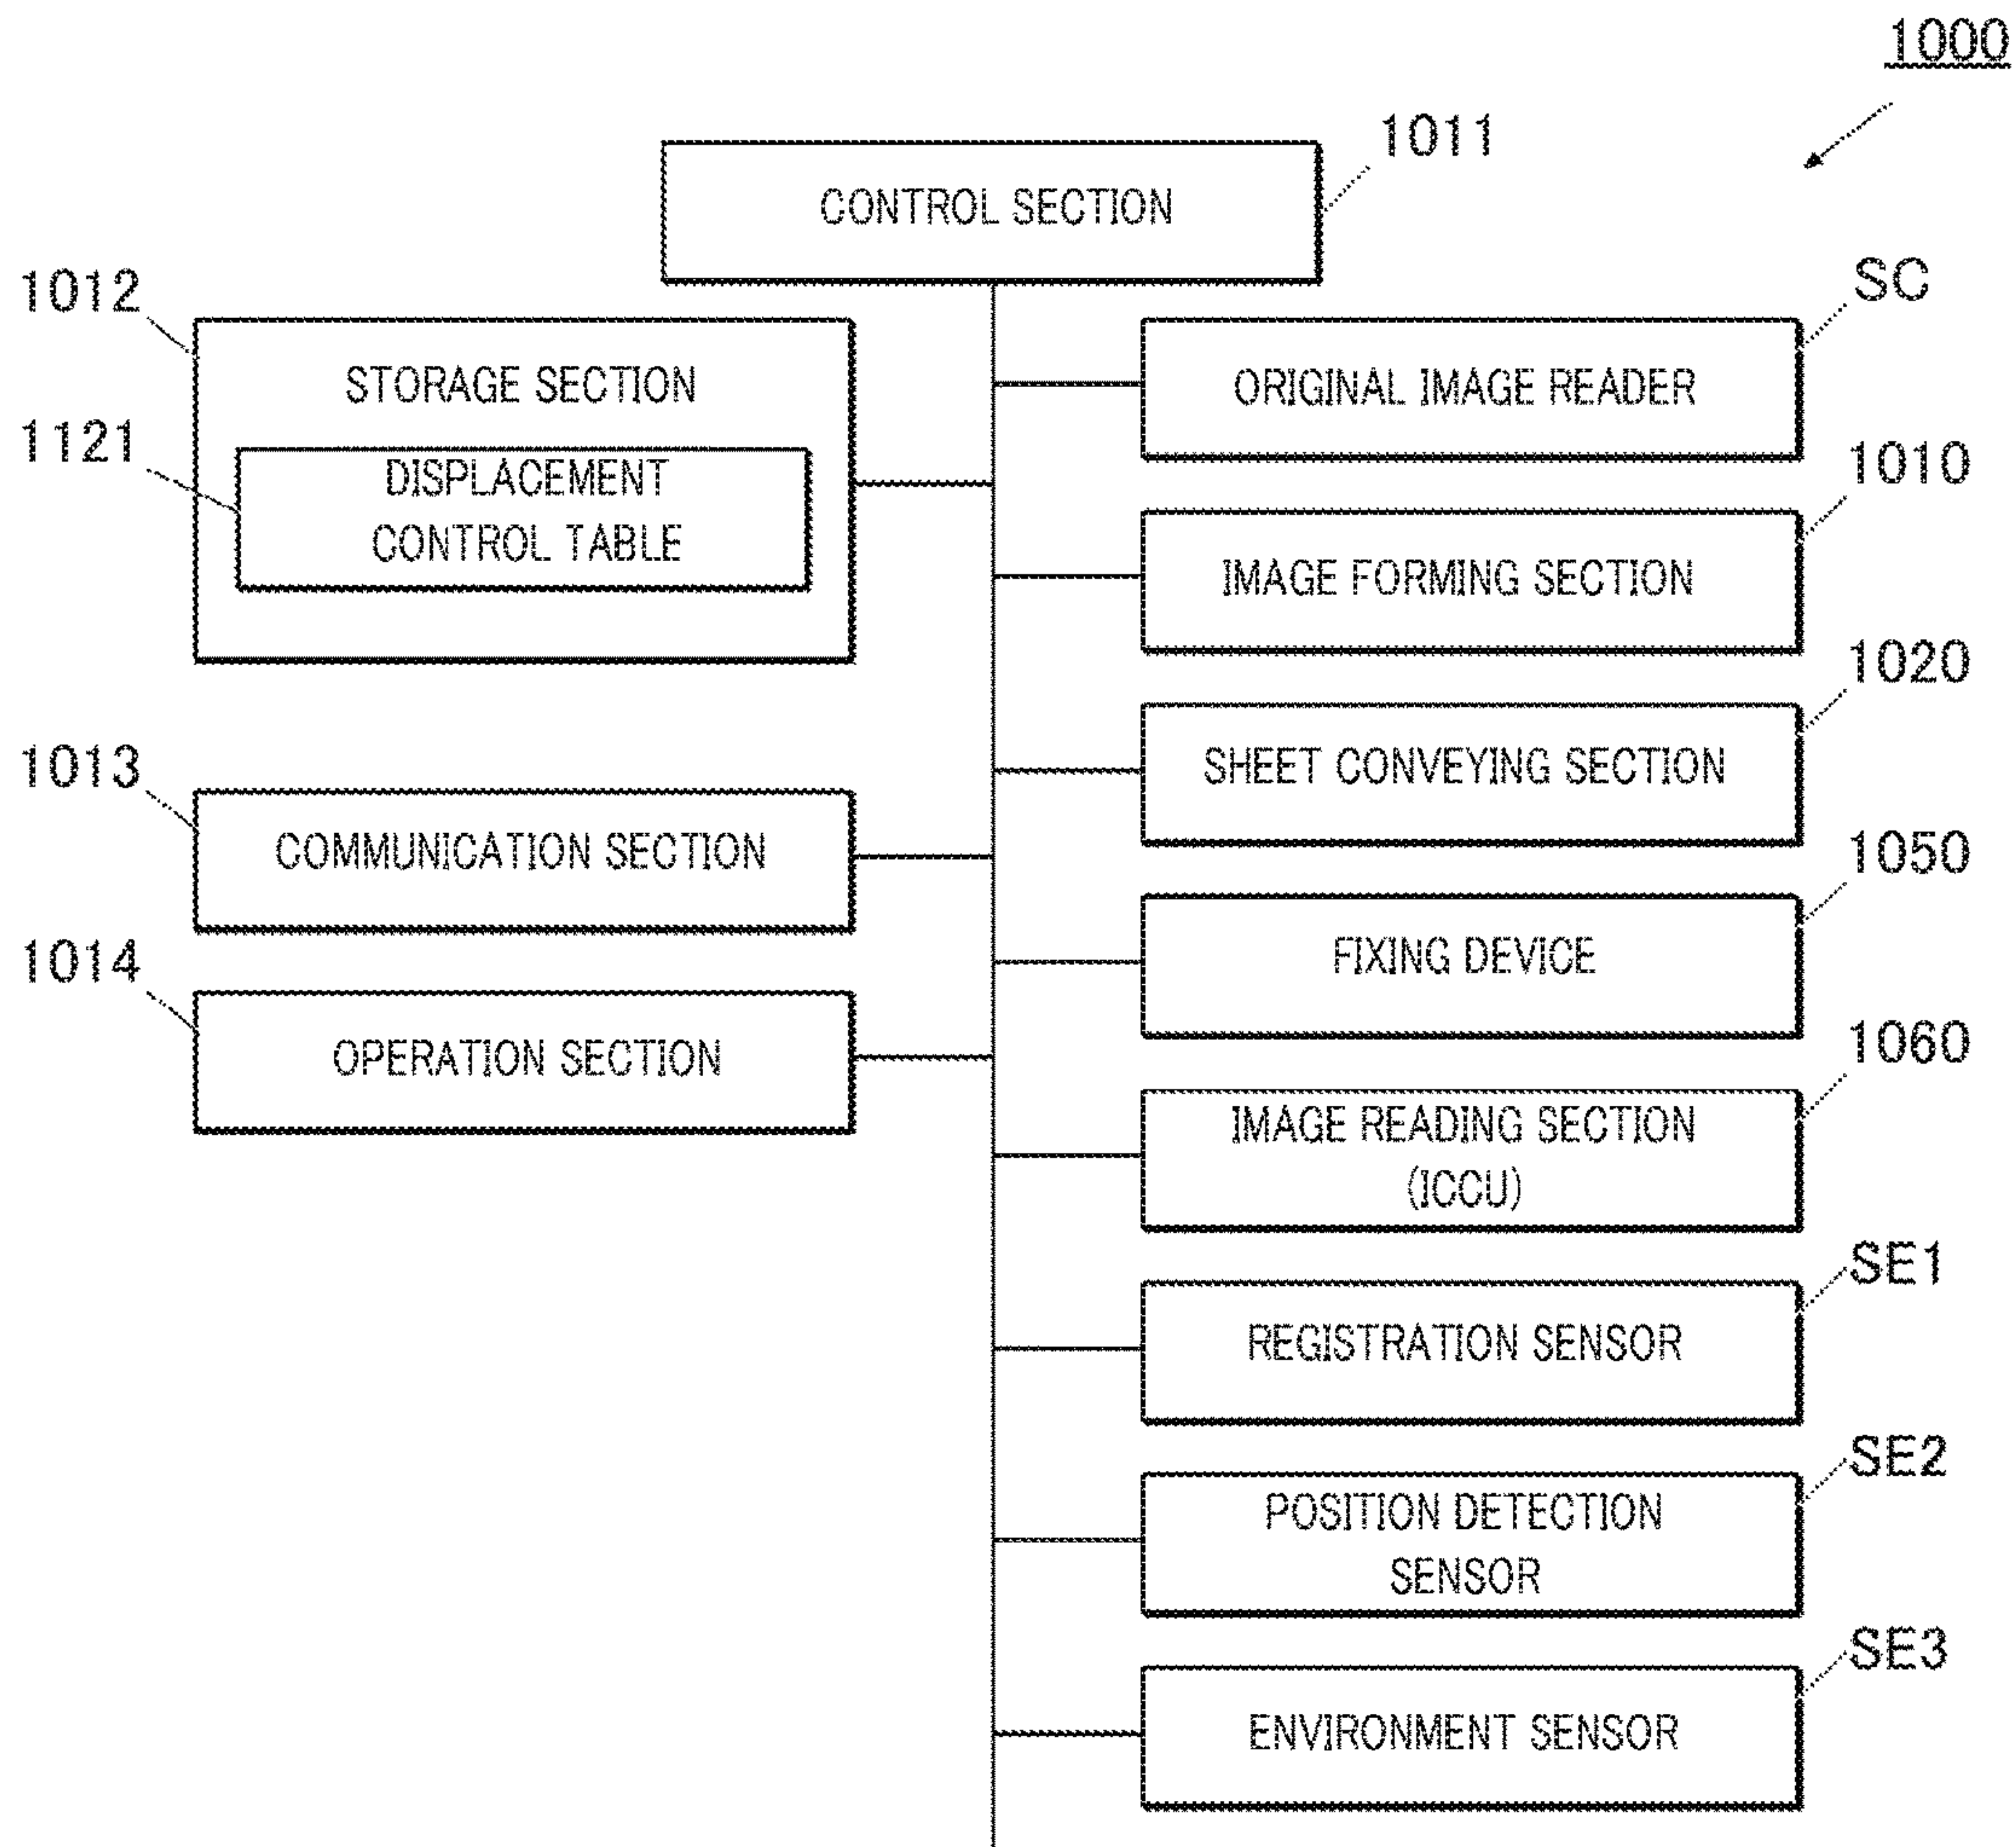 1000
1011
CONTROL SECTION
1012
STORAGE SECTION
1121
DISPLACEMENT
CONTROL TABLE
1013
COMMUNICATION SECTION
1014
OPERATION SECTION
SC
ORIGINAL IMAGE READER
1010
IMAGE FORMING SECTION
1020
SHEET CONVEYING SECTION
1050
FIXING DEVICE
1060
IMAGE READING SECTION
(ICCU)
SE1
REGISTRATION SENSOR
SE2
POSITION DETECTION
SENSOR
SE3
ENVIRONMENT SENSOR